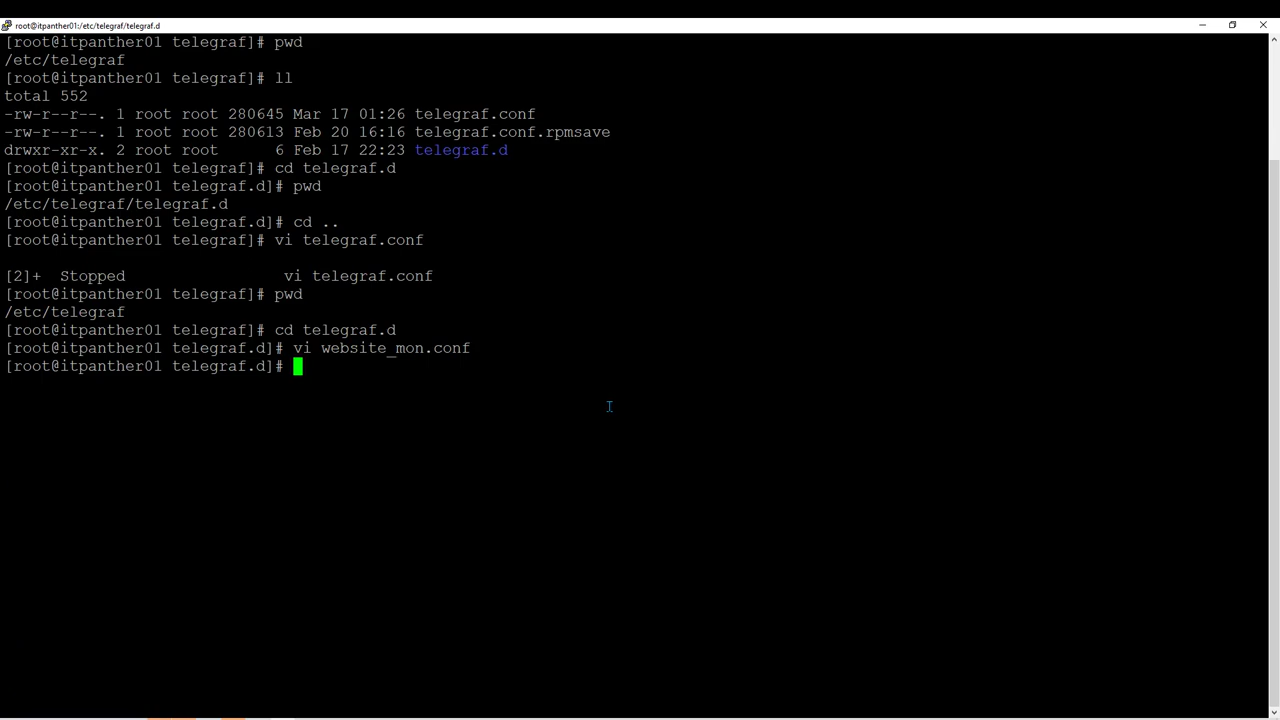 root@itpanther01:/etc/telegraf/telegraf.d
[root@itpanther01 telegraf]# pwd
/etc/telegraf
[root@itpanther01 telegraf]# ll
total 552
-rw-r--r--. 1 root root 280645 Mar 17 01:26 telegraf.conf
-rw-r--r--. 1 root root 280613 Feb 20 16:16 telegraf.conf.rpmsave
drwxr-xr-x. 2 root root      6 Feb 17 22:23 telegraf.d
[root@itpanther01 telegraf]# cd telegraf.d
[root@itpanther01 telegraf.d]# pwd
/etc/telegraf/telegraf.d
[root@itpanther01 telegraf.d]# cd ..
[root@itpanther01 telegraf]# vi telegraf.conf
[2]+  Stopped                 vi telegraf.conf
[root@itpanther01 telegraf]# pwd
/etc/telegraf
[root@itpanther01 telegraf]# cd telegraf.d
[root@itpanther01 telegraf.d]# vi website_mon.conf
[root@itpanther01 telegraf.d]#